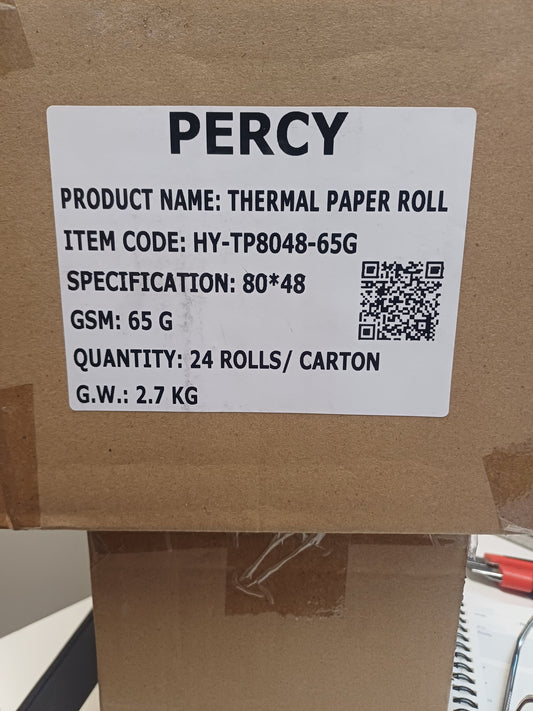 PERCY
PRODUCT NAME: THERMAL PAPER ROLL
ITEM CODE: HY-TP8048-65G
SPECIFICATION: 80*48
GSM: 65 G
QUANTITY: 24 ROLLS/ CARTON
G.W.: 2.7 KG